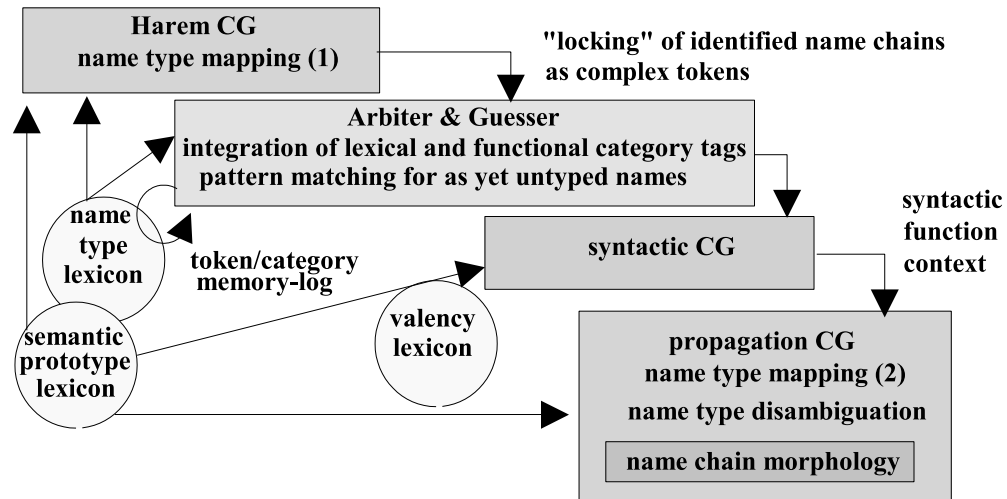 Harem CG
name type mapping (1)
"locking" of identified name chains
as complex tokens
Arbiter & Guesser
integration of lexical and functional category tags
pattern matching for as yet untyped names
name
type
lexicon
token/category
memory-log
syntactic CG
syntactic
function
context
semantic
prototype
lexicon
valency
lexicon
propagation CG
name type mapping (2)
name type disambiguation
name chain morphology